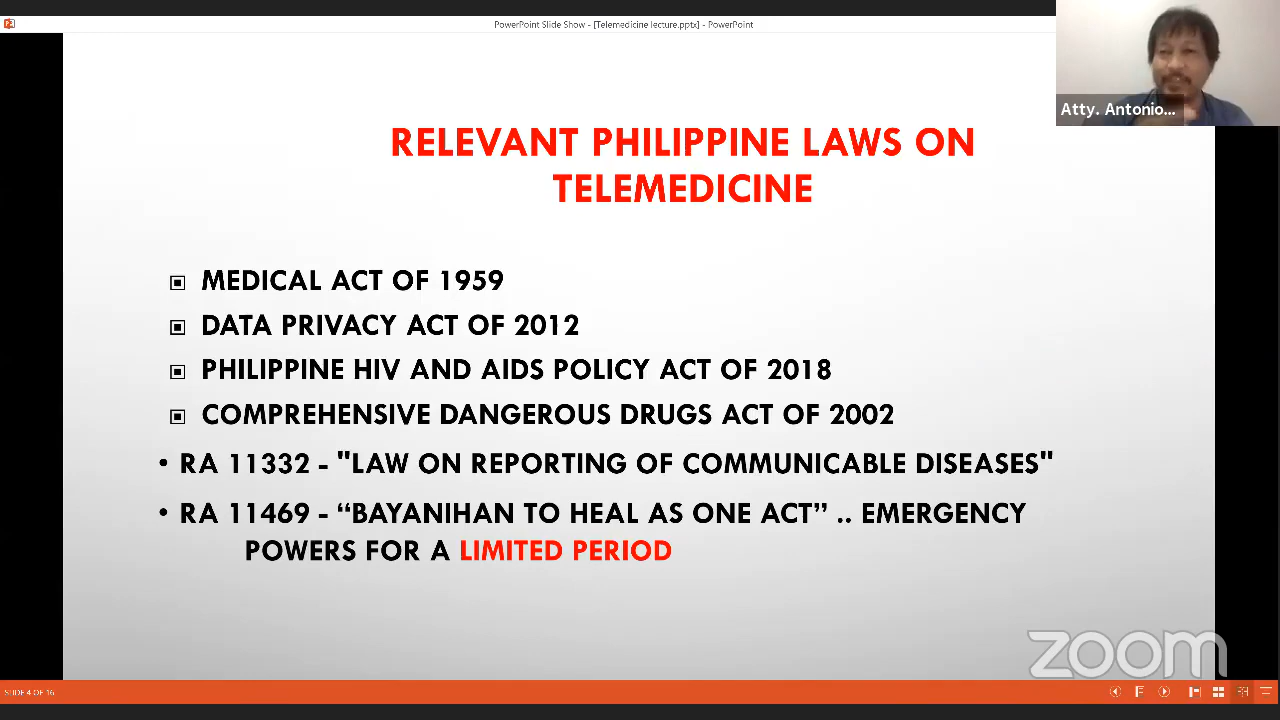 PowerPoint Slide Show - [Telemedicine lecture.pptx] - PowerPoint
Atty. Antonio...
RELEVANT PHILIPPINE LAWS ON
TELEMEDICINE
MEDICAL ACT OF 1959
DATA PRIVACY ACT OF 2012
PHILIPPINE HIV AND AIDS POLICY ACT OF 2018
COMPREHENSIVE DANGEROUS DRUGS ACT OF 2002
• RA 11332 - "LAW ON REPORTING OF COMMUNICABLE DISEASES"
• RA 11469 - “BAYANIHAN TO HEAL AS ONE ACT” .. EMERGENCY
POWERS FOR A LIMITED PERIOD
zoom
SLIDE 4 OF 16